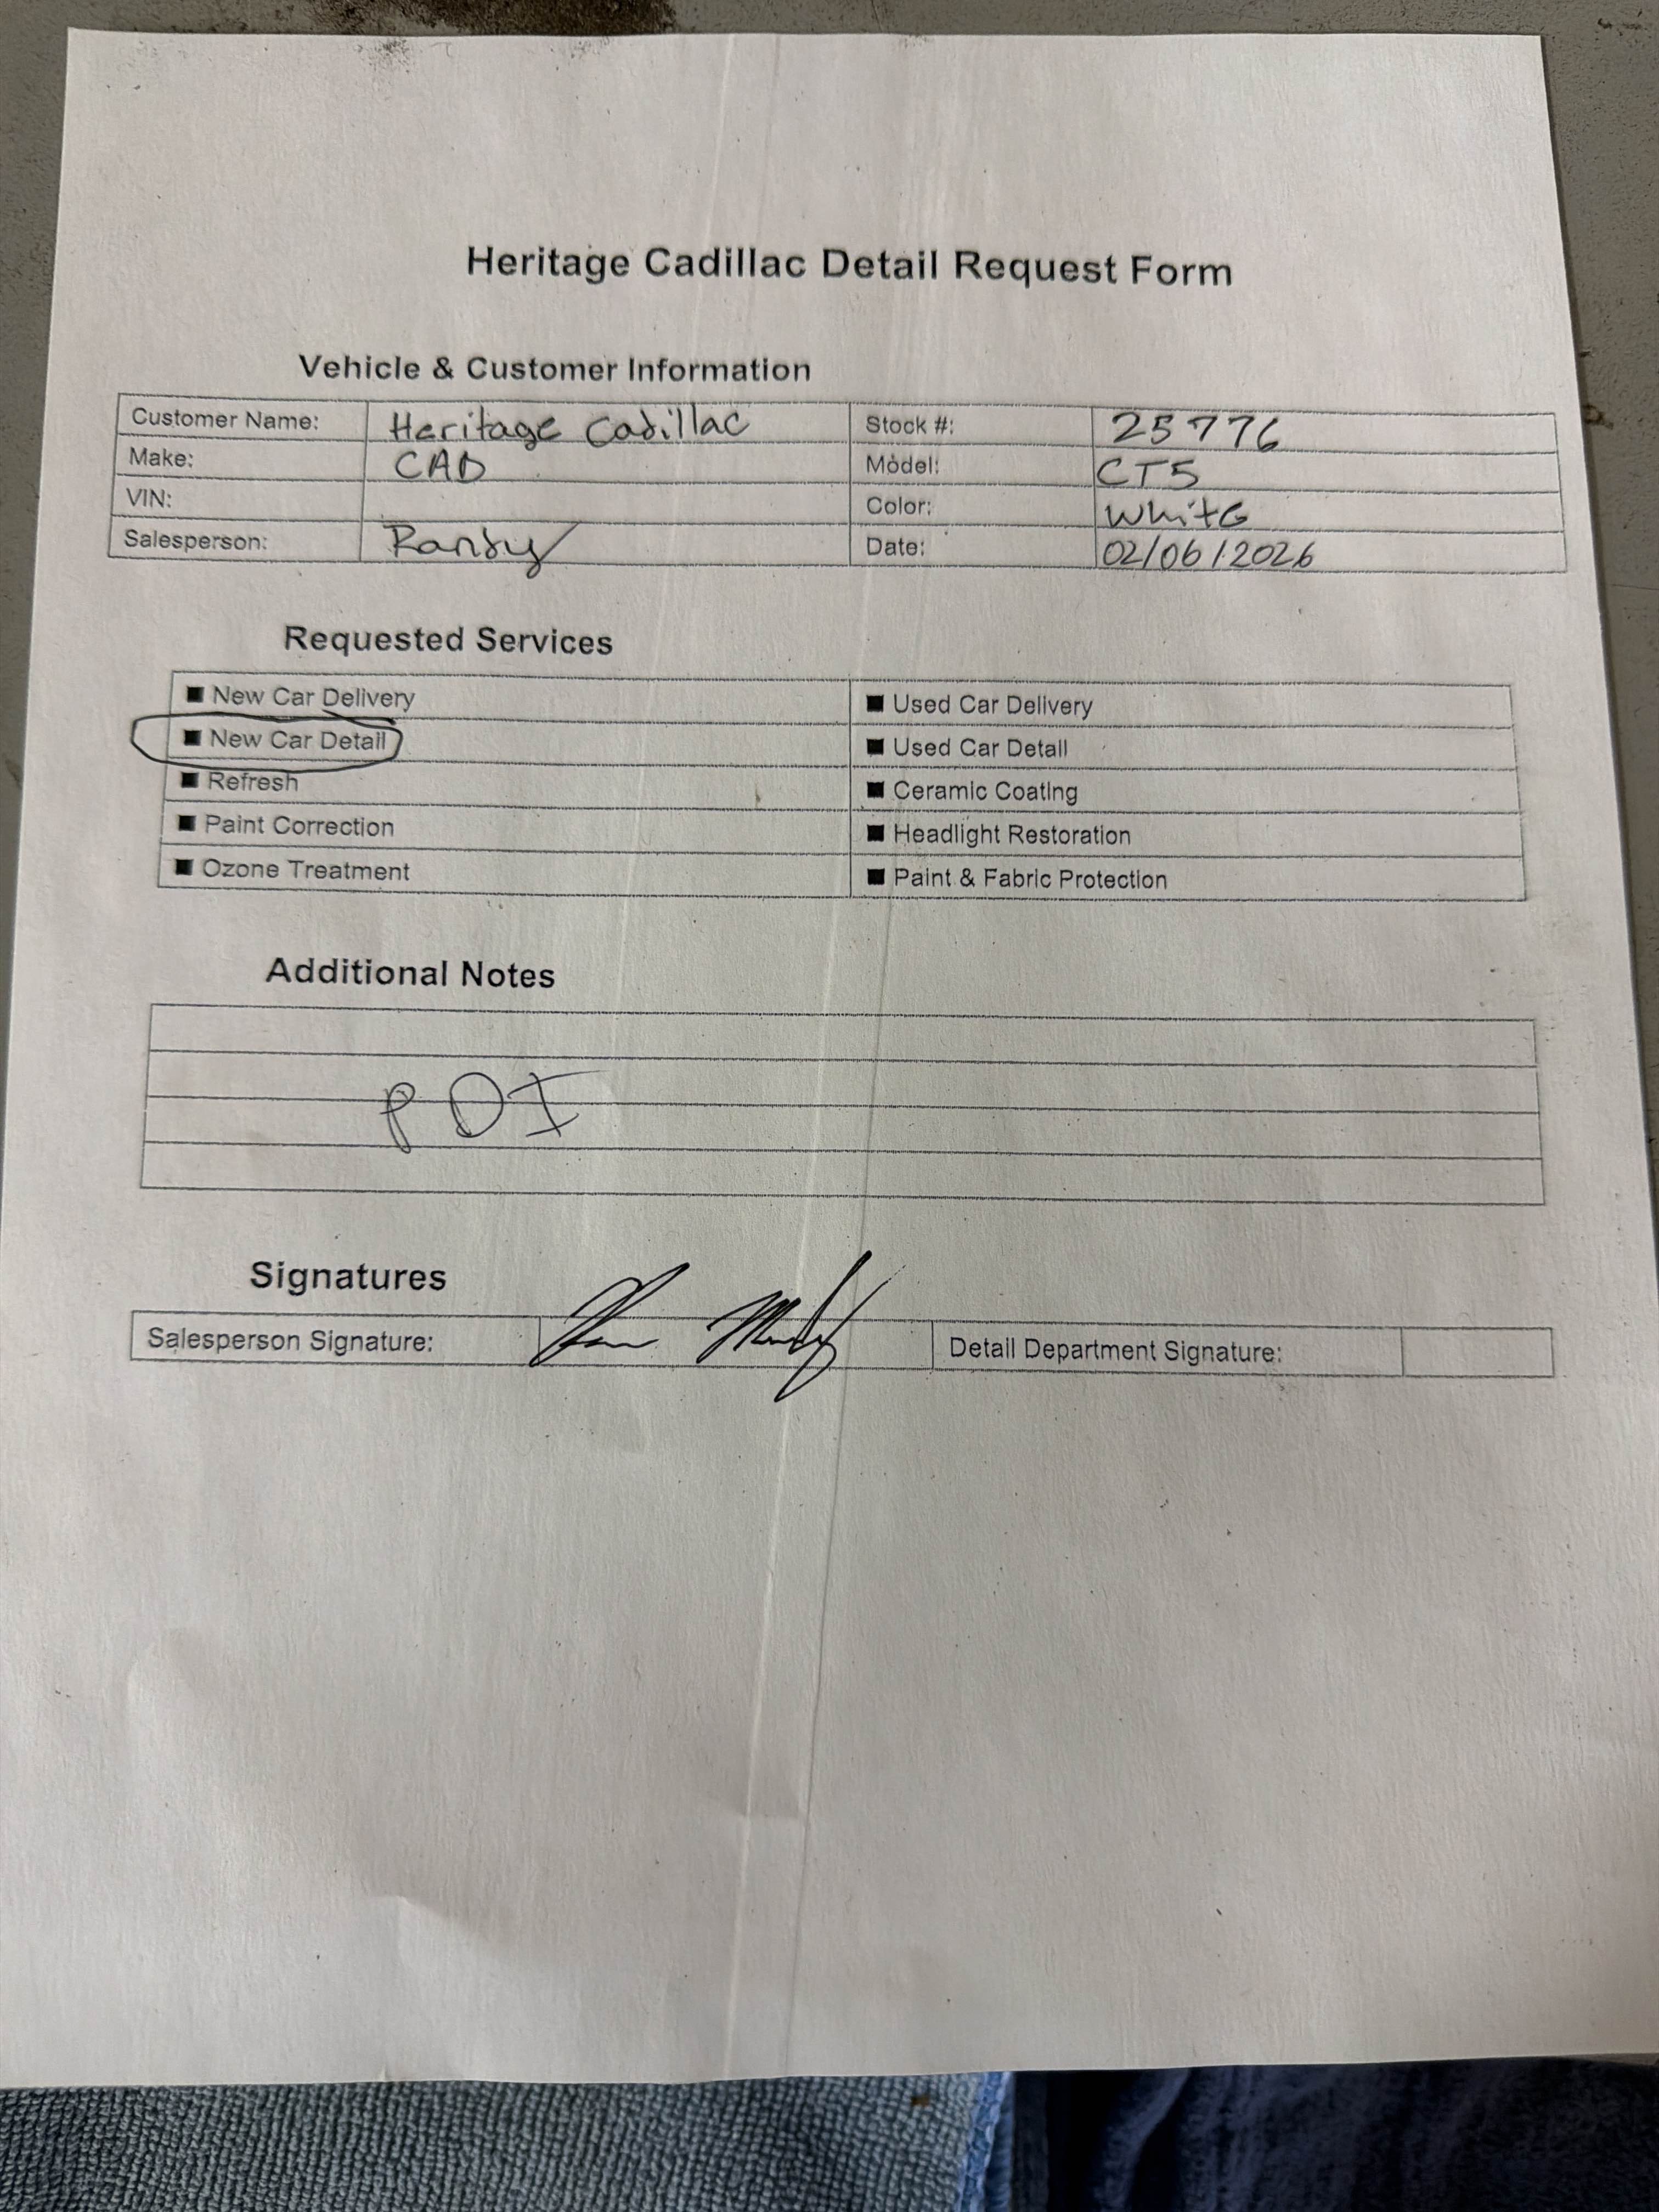 Heritage Cadillac Detail Request Form
Vehicle & Customer Information
Customer Name: Heritage Cadillac Stock #: 25776
Make: CAD Model: CT5
VIN: Color: White
Salesperson: Randy Date: 02/06/2026
Requested Services
■ New Car Delivery ■ Used Car Delivery
■ New Car Detail ■ Used Car Detail
■ Refresh ■ Ceramic Coating
■ Paint Correction ■ Headlight Restoration
■ Ozone Treatment ■ Paint & Fabric Protection
Additional Notes
PDI
Signatures
Salesperson Signature: Detail Department Signature: